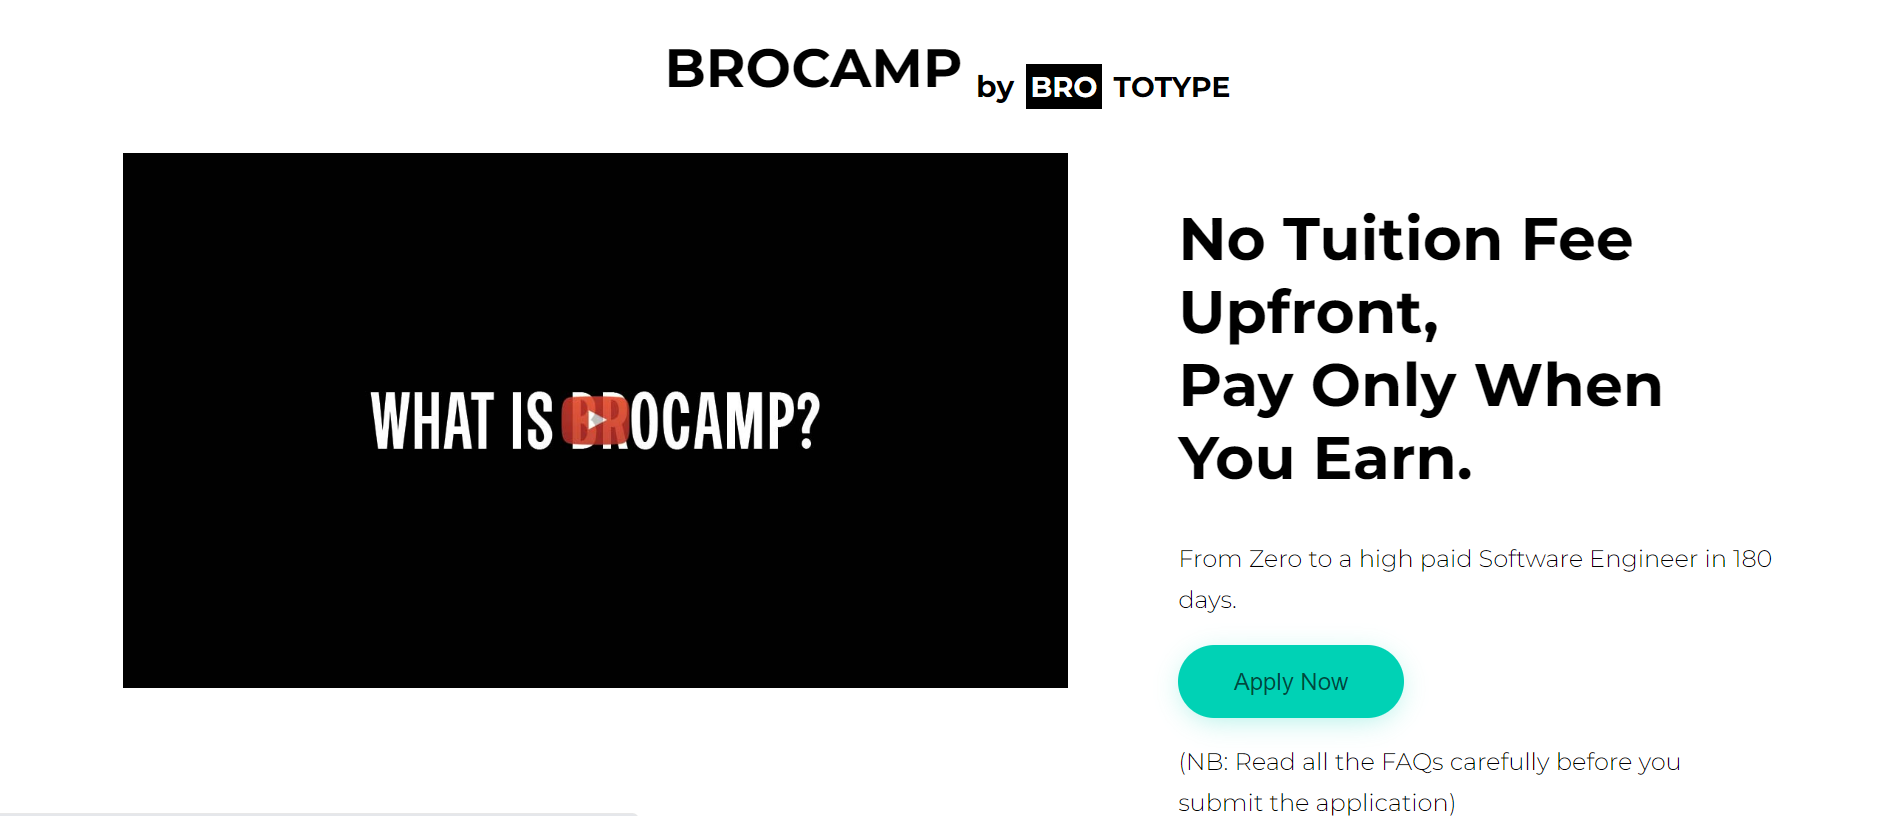 BROCAMP by BRO TOTYPE
WHAT IS BROCAMP?
No Tuition Fee
Upfront,
Pay Only When
You Earn.
From Zero to a high paid Software Engineer in 180
days.
Apply Now
(NB: Read all the FAQs carefully before you
submit the application)